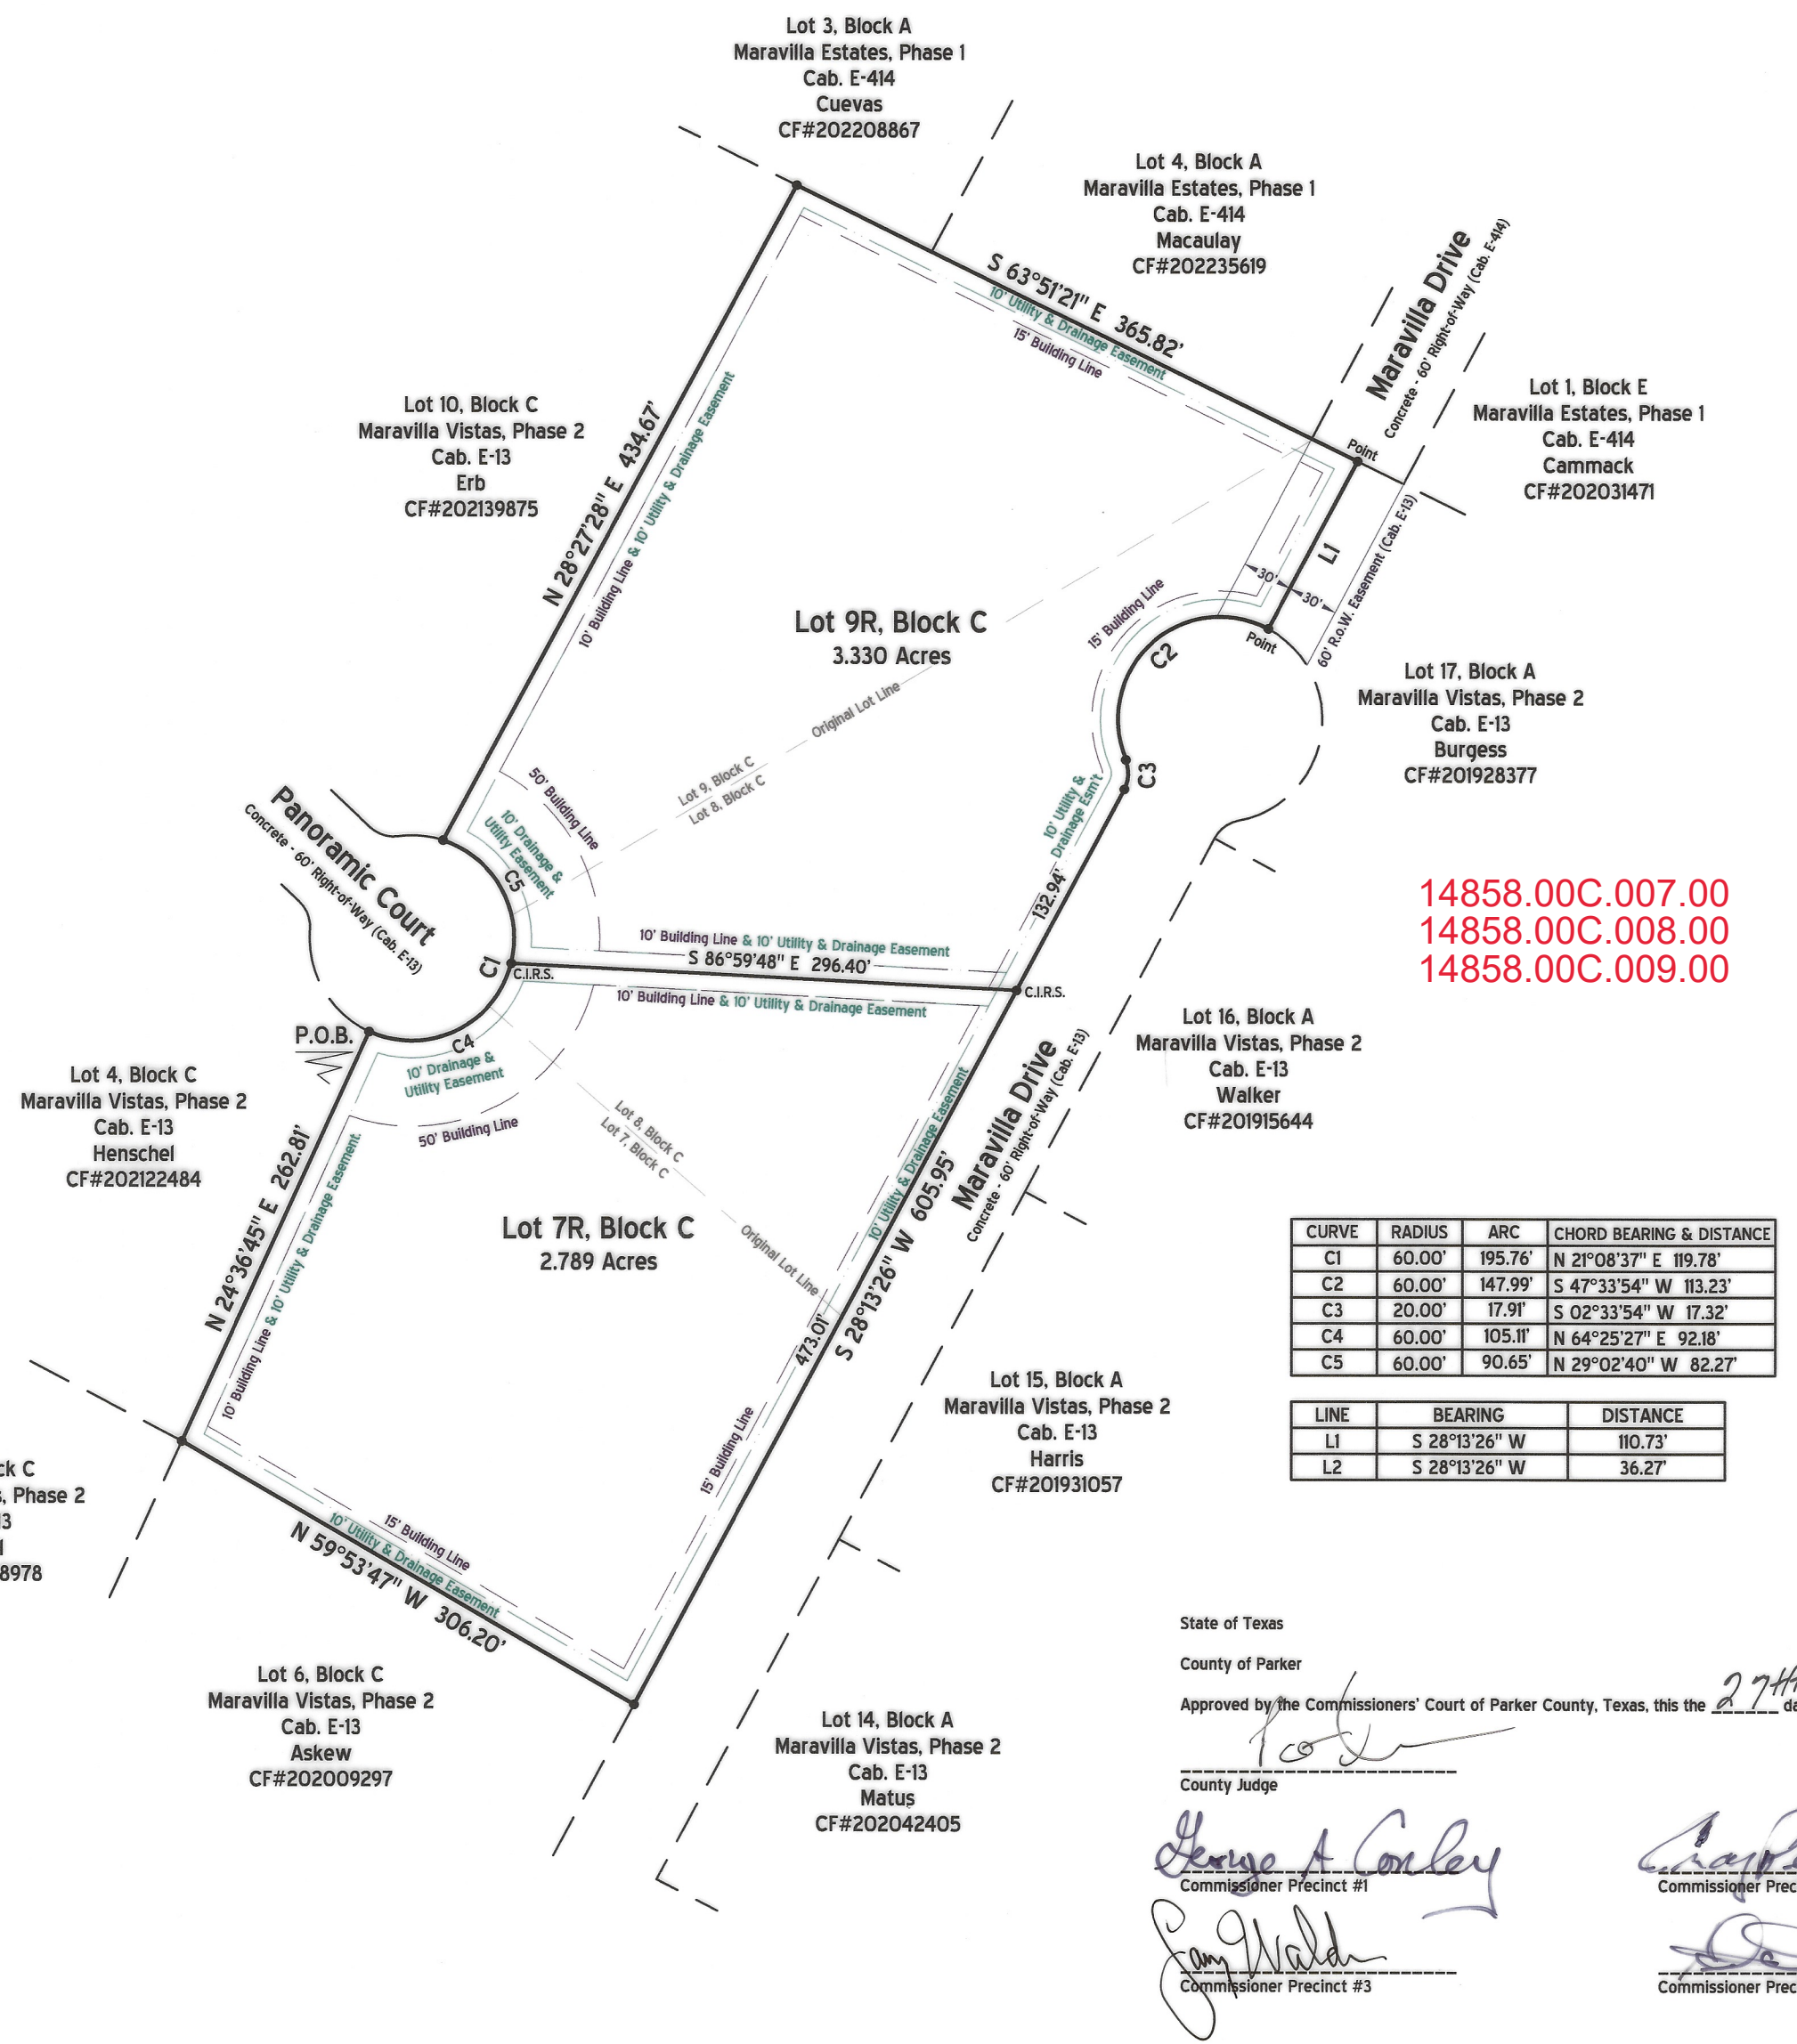 Lot 3, Block A
Maravilla Estates, Phase 1
Cab. E-414
Cuevas
CF#202208867
Lot 4, Block A
Maravilla Estates, Phase 1
Cab. E-414
Macaulay
CF#202235619
Maravilla Drive
Concrete - 60' Right-of-Way (Cab. E-414)
S 63°51'21" E 365.82'
10' Utility & Drainage Easement
15' Building Line
Lot 1, Block E
Maravilla Estates, Phase 1
Cab. E-414
Cammack
CF#202031471
Point
Lot 10, Block C
Maravilla Vistas, Phase 2
Cab. E-13
Erb
CF#202139875
N 28°27'28" E 434.67'
10' Building Line & 10' Utility & Drainage Easement
L1
30'
30'
60' R.o.W. Easement (Cab. E-13)
Lot 9R, Block C
3.330 Acres
15' Building Line
C2
Point
Original Lot Line
Lot 17, Block A
Maravilla Vistas, Phase 2
Cab. E-13
Burgess
CF#201928377
C3
Lot 9, Block C
Lot 8, Block C
50' Building Line
10' Drainage &
Utility Easement
C5
10' Utility &
Drainage Esm't
132.94'
Panoramic Court
Concrete - 60' Right-of-Way (Cab. E-13)
14858.00C.007.00
14858.00C.008.00
14858.00C.009.00
10' Building Line & 10' Utility & Drainage Easement
S 86°59'48" E 296.40'
C1
C.I.R.S.
C.I.R.S.
10' Building Line & 10' Utility & Drainage Easement
P.O.B.
C4
10' Drainage &
Utility Easement
50' Building Line
Lot 16, Block A
Maravilla Vistas, Phase 2
Cab. E-13
Walker
CF#201915644
Lot 4, Block C
Maravilla Vistas, Phase 2
Cab. E-13
Henschel
CF#202122484
N 24°36'45" E 262.81'
10' Building Line & 10' Utility & Drainage Easement
Lot 8, Block C
Lot 7, Block C
Original Lot Line
Lot 7R, Block C
2.789 Acres
10' Utility & Drainage Easement
Maravilla Drive
Concrete - 60' Right-of-Way (Cab. E-13)
473.01'
S 28°13'26" W 605.95'
15' Building Line
CURVE RADIUS ARC CHORD BEARING & DISTANCE
C1 60.00' 195.76' N 21°08'37" E 119.78'
C2 60.00' 147.99' S 47°33'54" W 113.23'
C3 20.00' 17.91' S 02°33'54" W 17.32'
C4 60.00' 105.11' N 64°25'27" E 92.18'
C5 60.00' 90.65' N 29°02'40" W 82.27'
LINE BEARING DISTANCE
L1 S 28°13'26" W 110.73'
L2 S 28°13'26" W 36.27'
Lot 15, Block A
Maravilla Vistas, Phase 2
Cab. E-13
Harris
CF#201931057
ck C
, Phase 2
3
8978
15' Building Line
10' Utility & Drainage Easement
N 59°53'47" W 306.20'
Lot 6, Block C
Maravilla Vistas, Phase 2
Cab. E-13
Askew
CF#202009297
Lot 14, Block A
Maravilla Vistas, Phase 2
Cab. E-13
Matus
CF#202042405
State of Texas
County of Parker
Approved by the Commissioners' Court of Parker County, Texas, this the 27th da
County Judge
George A Conley
Commissioner Precinct #1
Commissioner Prec
Commissioner Precinct #3
Commissioner Prec